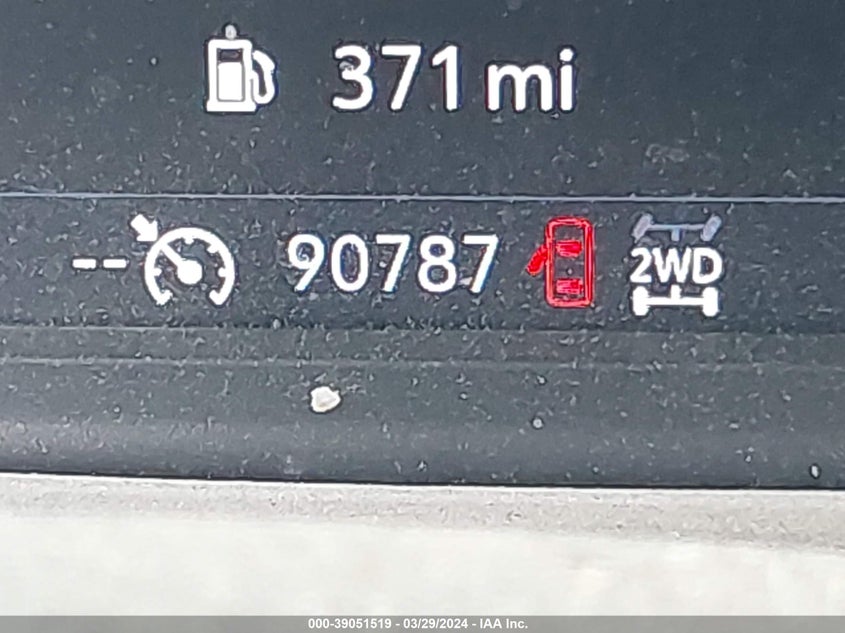 371 mi
-- 90787 2WD
000-39051519 - 03/29/2024 - IAA Inc.